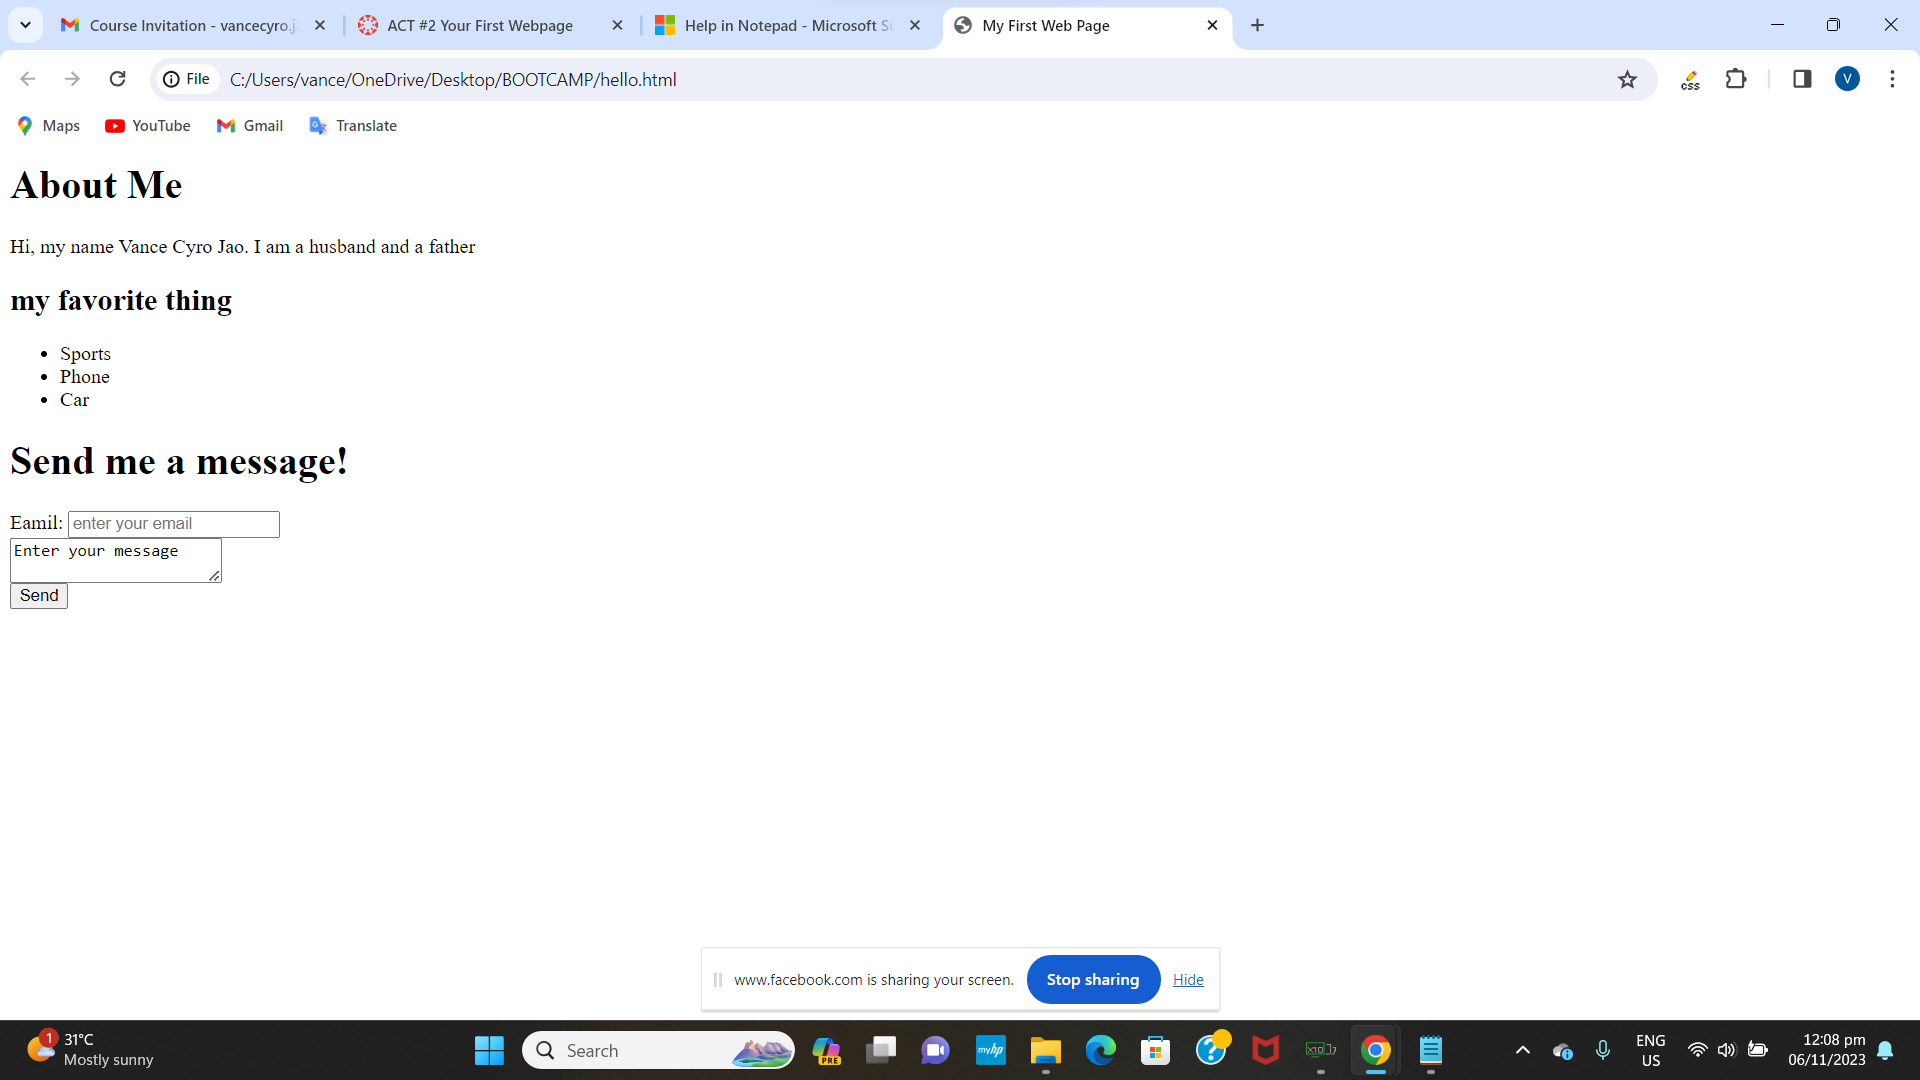 Course Invitation - vancecyro.j
ACT #2 Your First Webpage
Help in Notepad - Microsoft S
My First Web Page
File
C:/Users/vance/OneDrive/Desktop/BOOTCAMP/hello.html
css
V
Maps
YouTube
Gmail
Translate
About Me
Hi, my name Vance Cyro Jao. I am a husband and a father
my favorite thing
• Sports
• Phone
• Car
Send me a message!
Eamil: enter your email
Enter your message
Send
www.facebook.com is sharing your screen.
Stop sharing
Hide
1
31°C
Mostly sunny
Search
PRE
myhp
ENG
US
12:08 pm
06/11/2023